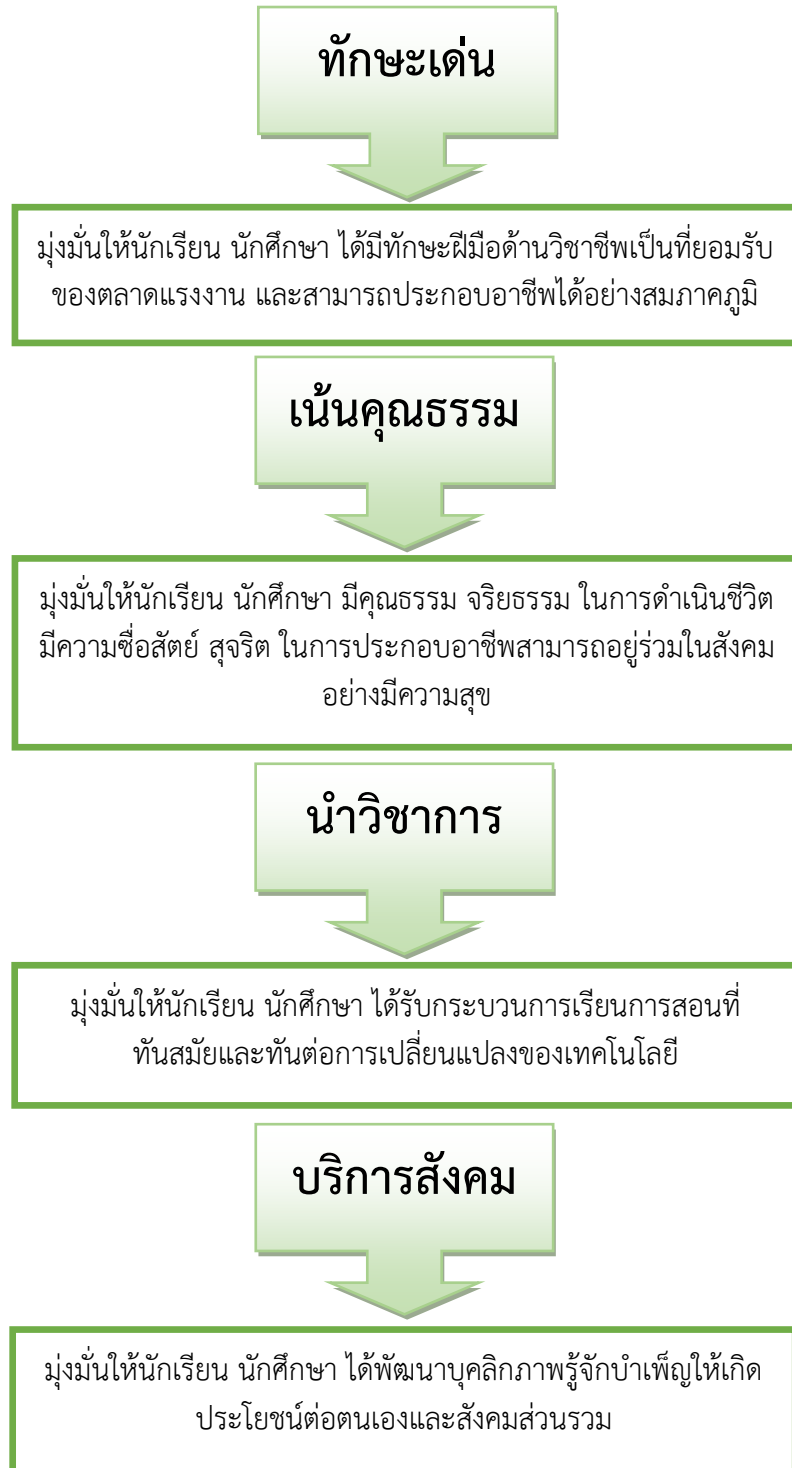 ทักษะเด่น
มุ่งมั่นให้นักเรียน นักศึกษา ได้มีทักษะฝีมือด้านวิชาชีพเป็นที่ยอมรับ
ของตลาดแรงงาน และสามารถประกอบอาชีพได้อย่างสมภาคภูมิ
เน้นคุณธรรม
มุ่งมั่นให้นักเรียน นักศึกษา มีคุณธรรม จริยธรรม ในการดำเนินชีวิต
มีความซื่อสัตย์ สุจริต ในการประกอบอาชีพสามารถอยู่ร่วมในสังคม
อย่างมีความสุข
นำวิชาการ
มุ่งมั่นให้นักเรียน นักศึกษา ได้รับกระบวนการเรียนการสอนที่
ทันสมัยและทันต่อการเปลี่ยนแปลงของเทคโนโลยี
บริการสังคม
มุ่งมั่นให้นักเรียน นักศึกษา ได้พัฒนาบุคลิกภาพรู้จักบำเพ็ญให้เกิด
ประโยชน์ต่อตนเองและสังคมส่วนรวม